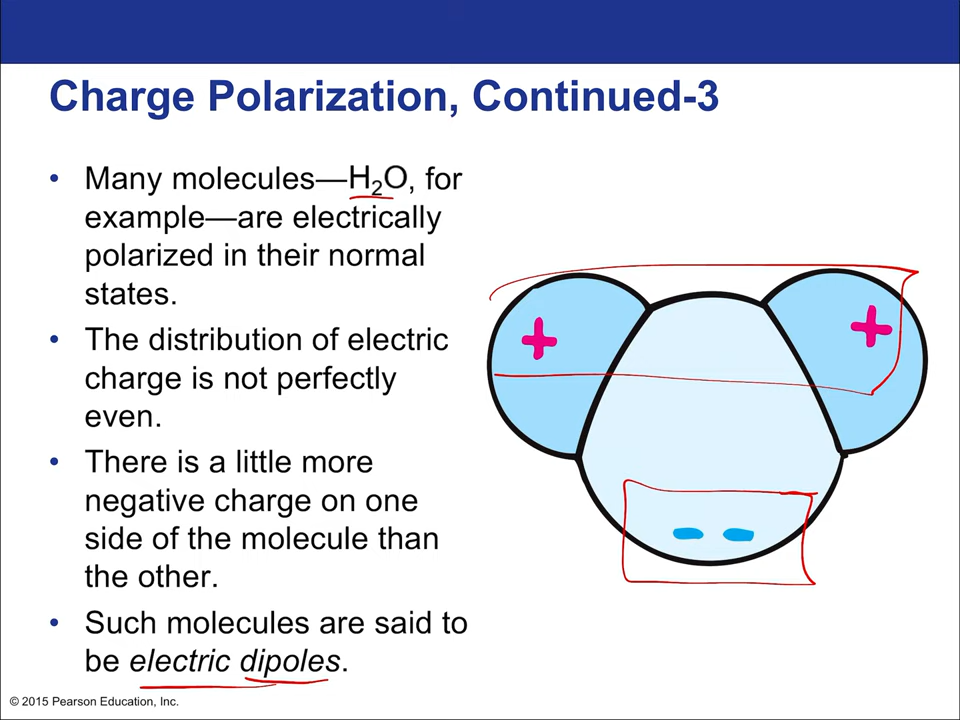 Charge Polarization, Continued-3
• Many molecules—H₂O, for
example—are electrically
polarized in their normal
states.
• The distribution of electric
charge is not perfectly
even.
• There is a little more
negative charge on one
side of the molecule than
the other.
• Such molecules are said to
be electric dipoles.
+ +
- -
© 2015 Pearson Education, Inc.